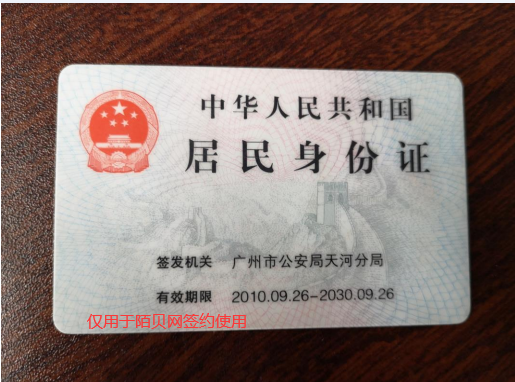 中华人民共和国
居民身份证
签发机关 广州市公安局天河分局
有效期限 2010.09.26-2030.09.26
仅用于陌贝网签约使用